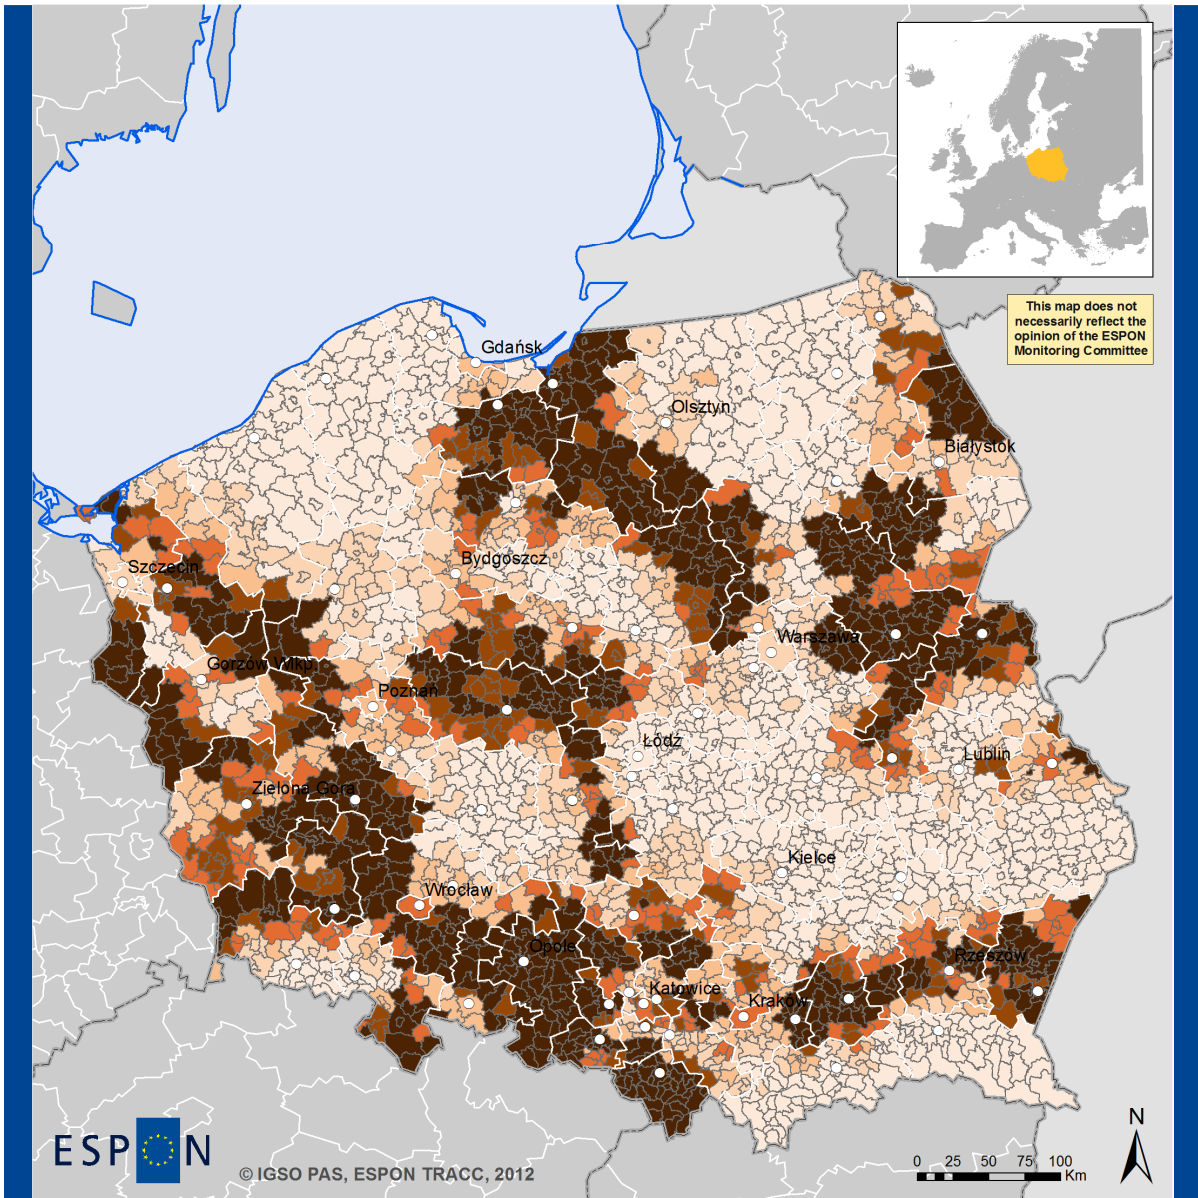 This map does not
necessarily reflect the
opinion of the ESPON
Monitoring Committee
Gdańsk
Olsztyn
Białystok
Bydgoszcz
Szczecin
Warszawa
Gorzów Wlkp.
Poznań
Łódź
Lublin
Zielona Góra
Kielce
Wrocław
Opole
Rzeszów
Katowice
Kraków
N
ESPON
© IGSO PAS, ESPON TRACC, 2012
0 25 50 75 100
Km